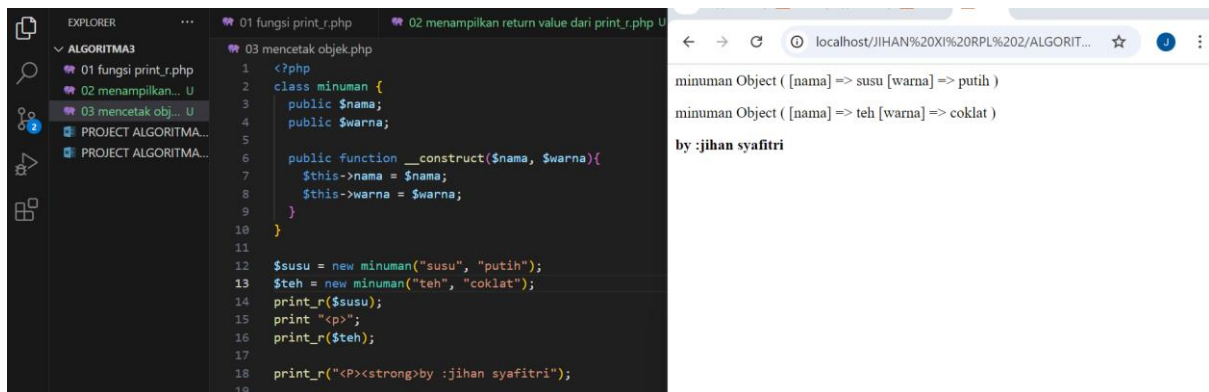 EXPLORER
ALGORITMA3
01 fungsi print_r.php
02 menampilkan... U
03 mencetak obj... U
PROJECT ALGORITMA...
PROJECT ALGORITMA...
2
01 fungsi print_r.php 02 menampilkan return value dari print_r.php U
03 mencetak objek.php
1 <?php
2 class minuman {
3 public $nama;
4 public $warna;
5
6 public function __construct($nama, $warna){
7 $this->nama = $nama;
8 $this->warna = $warna;
9 }
10 }
11
12 $susu = new minuman("susu", "putih");
13 $teh = new minuman("teh", "coklat");
14 print_r($susu);
15 print "<p>";
16 print_r($teh);
17
18 print_r("<P><strong>by :jihan syafitri");
19
localhost/JIHAN%20XI%20RPL%202/ALGORIT...
J
minuman Object ( [nama] => susu [warna] => putih )
minuman Object ( [nama] => teh [warna] => coklat )
by :jihan syafitri